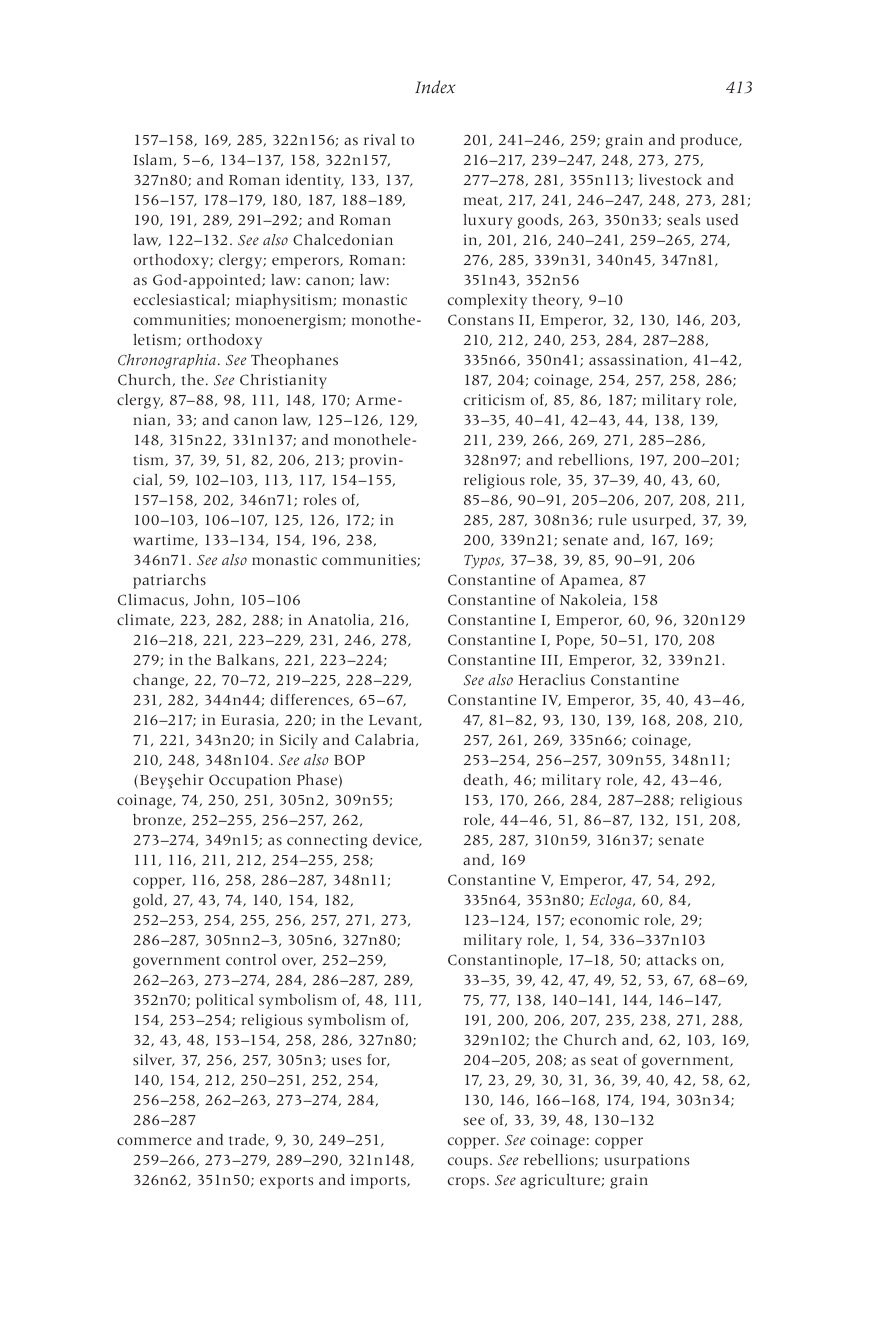 Index
413
157–158, 169, 285, 322n156; as rival to
Islam, 5–6, 134–137, 158, 322n157,
327n80; and Roman identity, 133, 137,
156–157, 178–179, 180, 187, 188–189,
190, 191, 289, 291–292; and Roman
law, 122–132. See also Chalcedonian
orthodoxy; clergy; emperors, Roman:
as God-appointed; law: canon; law:
ecclesiastical; miaphysitism; monastic
communities; monoenergism; monothe-
letism; orthodoxy
Chronographia. See Theophanes
Church, the. See Christianity
clergy, 87–88, 98, 111, 148, 170; Arme-
nian, 33; and canon law, 125–126, 129,
148, 315n22, 331n137; and monothele-
tism, 37, 39, 51, 82, 206, 213; provin-
cial, 59, 102–103, 113, 117, 154–155,
157–158, 202, 346n71; roles of,
100–103, 106–107, 125, 126, 172; in
wartime, 133–134, 154, 196, 238,
346n71. See also monastic communities;
patriarchs
Climacus, John, 105–106
climate, 223, 282, 288; in Anatolia, 216,
216–218, 221, 223–229, 231, 246, 278,
279; in the Balkans, 221, 223–224;
change, 22, 70–72, 219–225, 228–229,
231, 282, 344n44; differences, 65–67,
216–217; in Eurasia, 220; in the Levant,
71, 221, 343n20; in Sicily and Calabria,
210, 248, 348n104. See also BOP
(Beyşehir Occupation Phase)
coinage, 74, 250, 251, 305n2, 309n55;
bronze, 252–255, 256–257, 262,
273–274, 349n15; as connecting device,
111, 116, 211, 212, 254–255, 258;
copper, 116, 258, 286–287, 348n11;
gold, 27, 43, 74, 140, 154, 182,
252–253, 254, 255, 256, 257, 271, 273,
286–287, 305nn2–3, 305n6, 327n80;
government control over, 252–259,
262–263, 273–274, 284, 286–287, 289,
352n70; political symbolism of, 48, 111,
154, 253–254; religious symbolism of,
32, 43, 48, 153–154, 258, 286, 327n80;
silver, 37, 256, 257, 305n3; uses for,
140, 154, 212, 250–251, 252, 254,
256–258, 262–263, 273–274, 284,
286–287
commerce and trade, 9, 30, 249–251,
259–266, 273–279, 289–290, 321n148,
326n62, 351n50; exports and imports,
201, 241–246, 259; grain and produce,
216–217, 239–247, 248, 273, 275,
277–278, 281, 355n113; livestock and
meat, 217, 241, 246–247, 248, 273, 281;
luxury goods, 263, 350n33; seals used
in, 201, 216, 240–241, 259–265, 274,
276, 285, 339n31, 340n45, 347n81,
351n43, 352n56
complexity theory, 9–10
Constans II, Emperor, 32, 130, 146, 203,
210, 212, 240, 253, 284, 287–288,
335n66, 350n41; assassination, 41–42,
187, 204; coinage, 254, 257, 258, 286;
criticism of, 85, 86, 187; military role,
33–35, 40–41, 42–43, 44, 138, 139,
211, 239, 266, 269, 271, 285–286,
328n97; and rebellions, 197, 200–201;
religious role, 35, 37–39, 40, 43, 60,
85–86, 90–91, 205–206, 207, 208, 211,
285, 287, 308n36; rule usurped, 37, 39,
200, 339n21; senate and, 167, 169;
Typos, 37–38, 39, 85, 90–91, 206
Constantine of Apamea, 87
Constantine of Nakoleia, 158
Constantine I, Emperor, 60, 96, 320n129
Constantine I, Pope, 50–51, 170, 208
Constantine III, Emperor, 32, 339n21.
See also Heraclius Constantine
Constantine IV, Emperor, 35, 40, 43–46,
47, 81–82, 93, 130, 139, 168, 208, 210,
257, 261, 269, 335n66; coinage,
253–254, 256–257, 309n55, 348n11;
death, 46; military role, 42, 43–46,
153, 170, 266, 284, 287–288; religious
role, 44–46, 51, 86–87, 132, 151, 208,
285, 287, 310n59, 316n37; senate
and, 169
Constantine V, Emperor, 47, 54, 292,
335n64, 353n80; Ecloga, 60, 84,
123–124, 157; economic role, 29;
military role, 1, 54, 336–337n103
Constantinople, 17–18, 50; attacks on,
33–35, 39, 42, 47, 49, 52, 53, 67, 68–69,
75, 77, 138, 140–141, 144, 146–147,
191, 200, 206, 207, 235, 238, 271, 288,
329n102; the Church and, 62, 103, 169,
204–205, 208; as seat of government,
17, 23, 29, 30, 31, 36, 39, 40, 42, 58, 62,
130, 146, 166–168, 174, 194, 303n34;
see of, 33, 39, 48, 130–132
copper. See coinage: copper
coups. See rebellions; usurpations
crops. See agriculture; grain